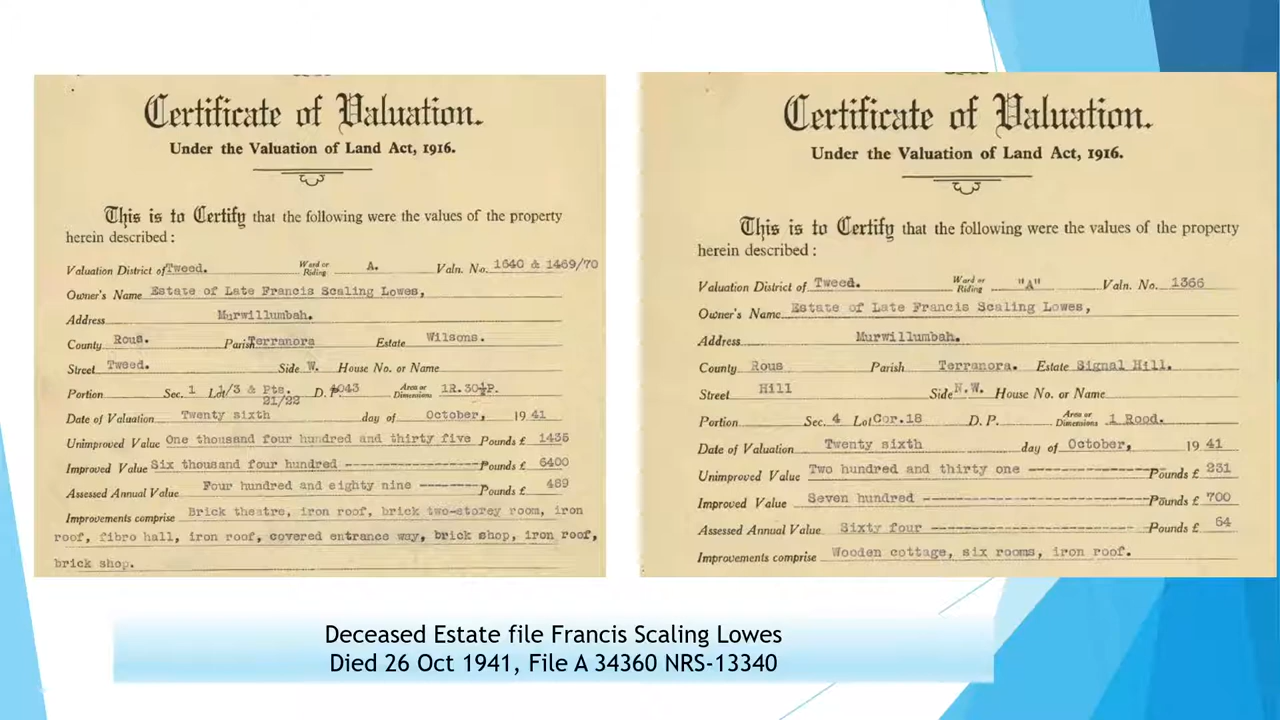 Certificate of Valuation.
Under the Valuation of Land Act, 1916.
This is to Certify that the following were the values of the property
herein described :
Valuation District of Tweed. Ward or Riding A. Valn. No. 1640 & 1469/70
Owner's Name Estate of Late Francis Scaling Lowes,
Address Murwillumbah.
County Rous. Parish Terranora Estate Wilsons.
Street Tweed. Side W. House No. or Name
Portion Sec. 1 Lot 1/3 & Pts. 21/22 D. P. 4043 Area or Dimensions 1R. 30½P.
Date of Valuation Twenty sixth day of October, 19 41
Unimproved Value One thousand four hundred and thirty five Pounds £ 1435
Improved Value Six thousand four hundred ---------------- Pounds £ 6400
Assessed Annual Value Four hundred and eighty nine ------- Pounds £ 489
Improvements comprise Brick theatre, iron roof, brick two-storey room, iron
roof, fibro hall, iron roof, covered entrance way, brick shop, iron roof,
brick shop.
Certificate of Valuation.
Under the Valuation of Land Act, 1916.
This is to Certify that the following were the values of the property
herein described :
Valuation District of Tweed. Ward or Riding "A" Valn. No. 1366
Owner's Name Estate of Late Francis Scaling Lowes,
Address Murwillumbah.
County Rous Parish Terranora. Estate Signal Hill.
Street Hill Side N.W. House No. or Name
Portion Sec. 4 Lot Cor.18 D. P. Area or Dimensions 1 Rood.
Date of Valuation Twenty sixth day of October, 19 41
Unimproved Value Two hundred and thirty one -------------- Pounds £ 231
Improved Value Seven hundred -------------------------- Pounds £ 700
Assessed Annual Value Sixty four ------------------------ Pounds £ 64
Improvements comprise Wooden cottage, six rooms, iron roof.
Deceased Estate file Francis Scaling Lowes
Died 26 Oct 1941, File A 34360 NRS-13340